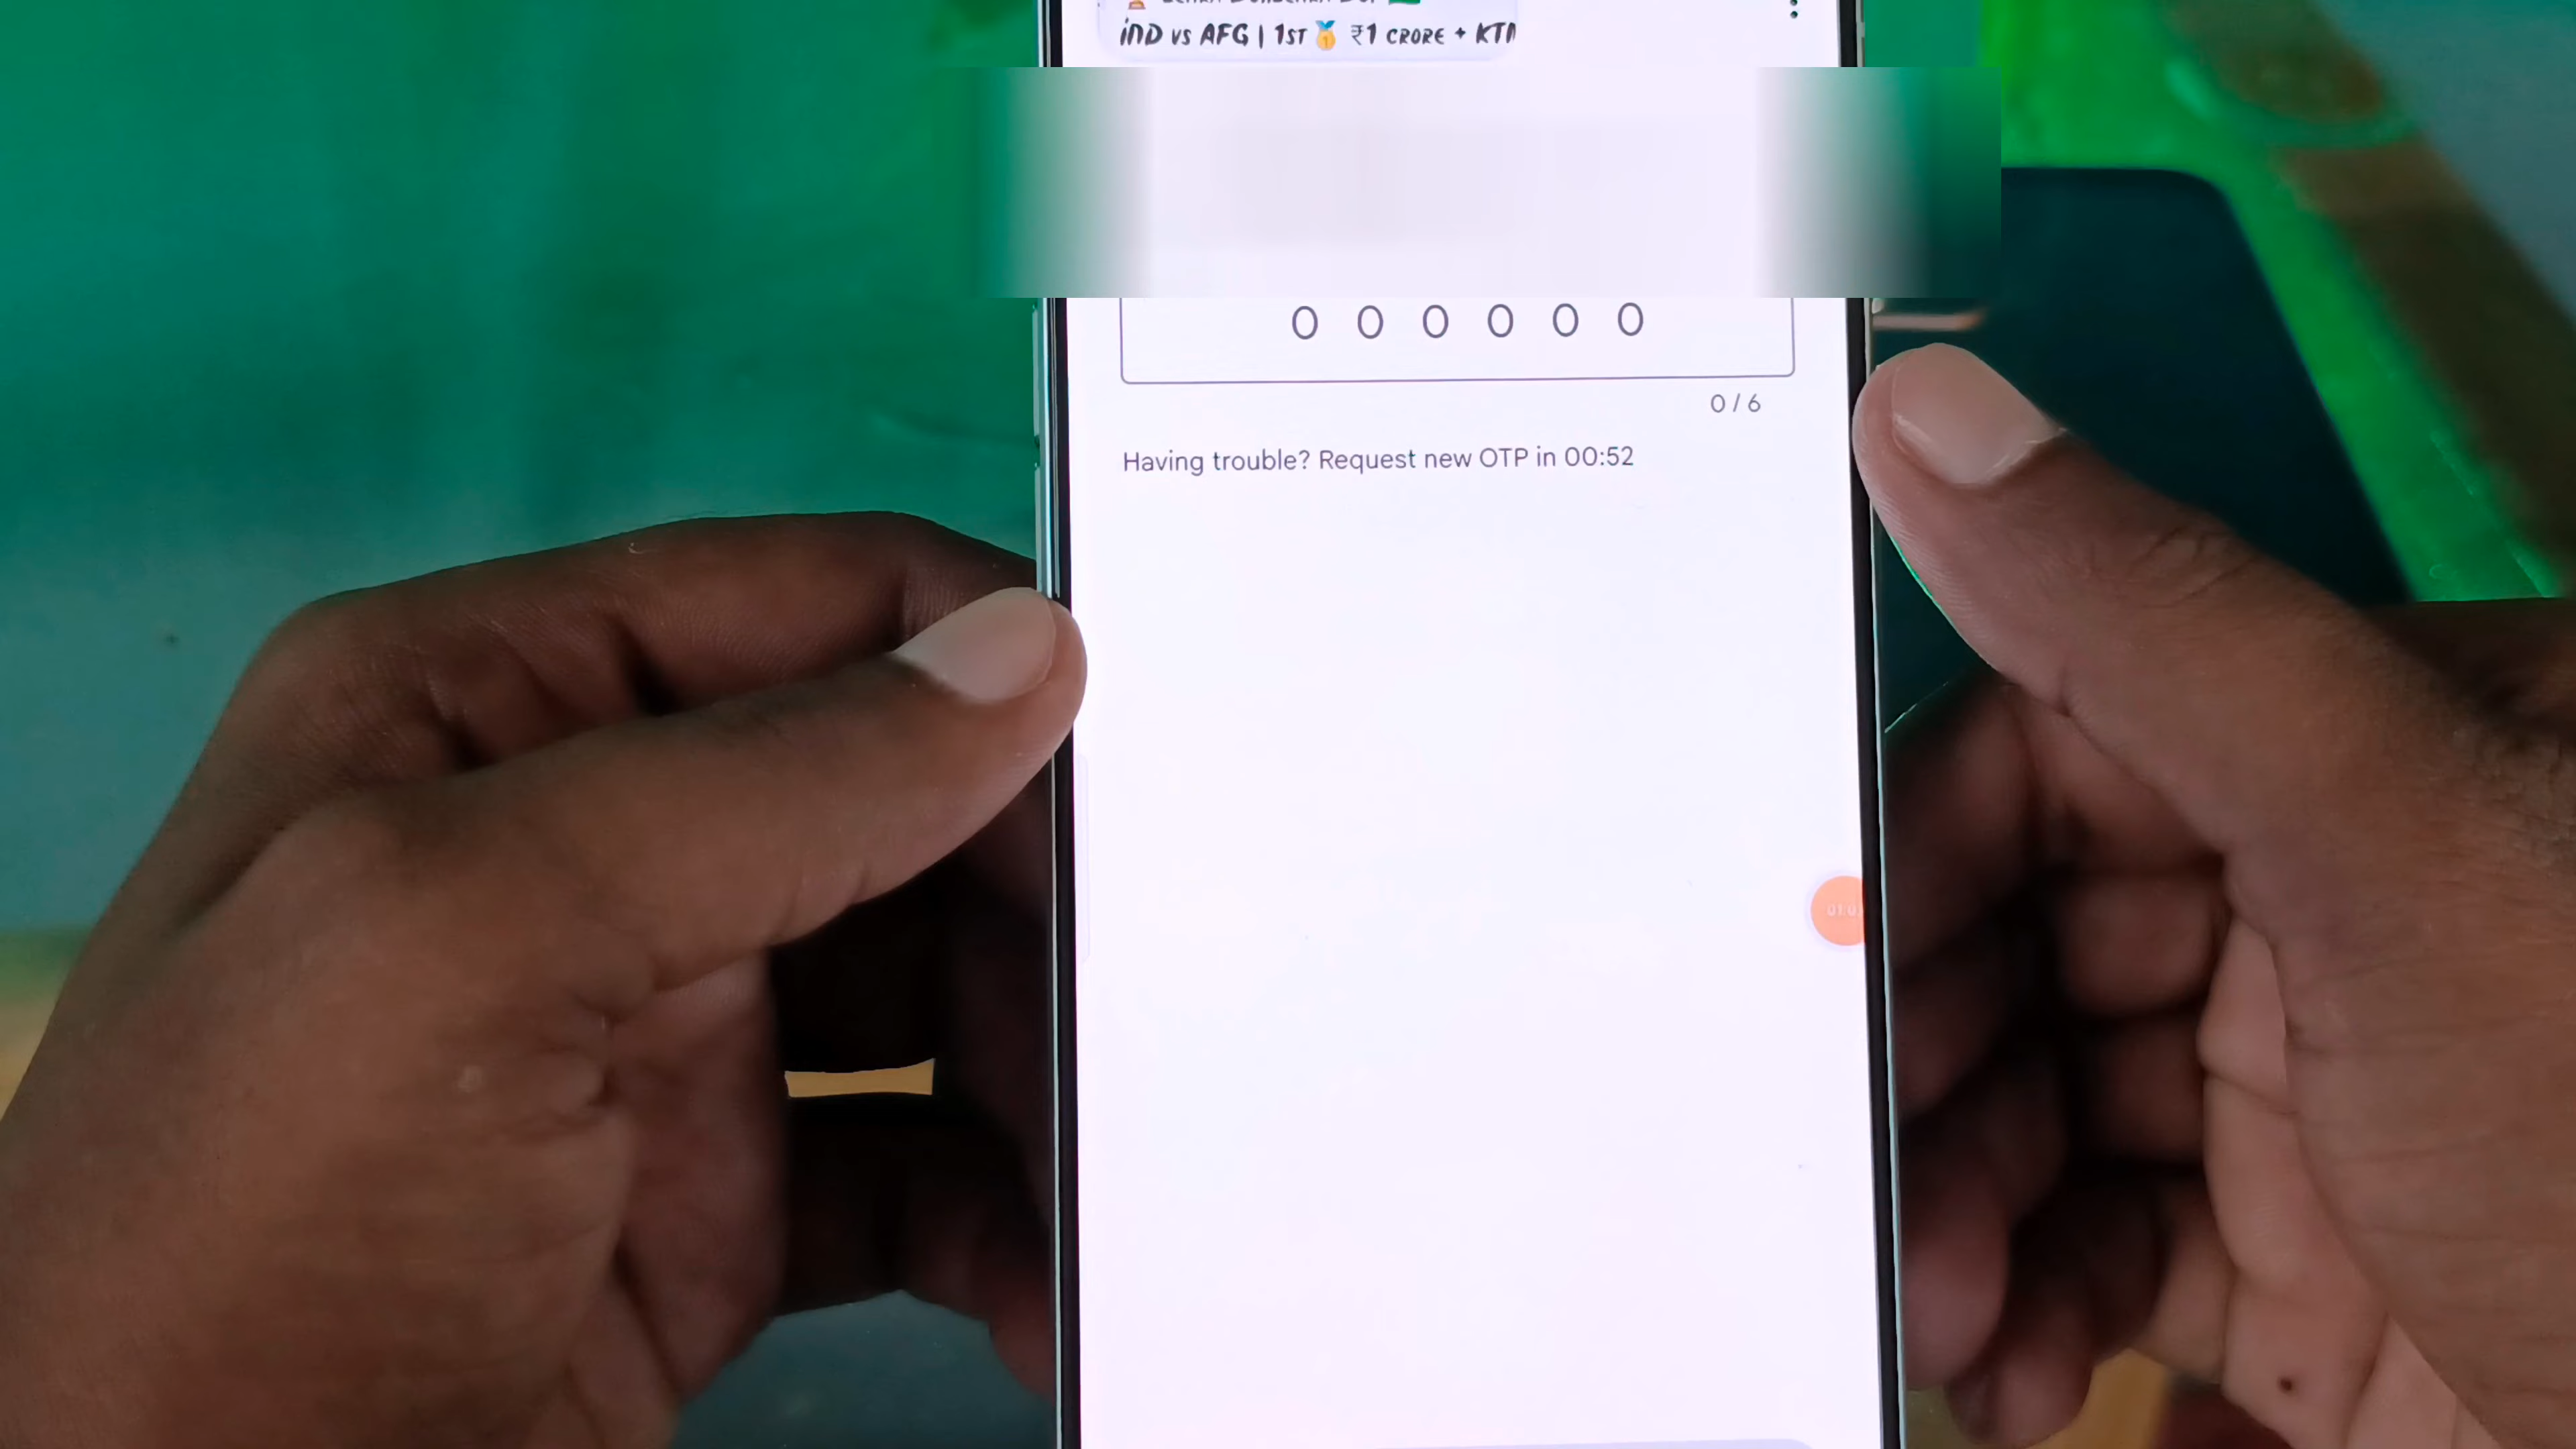 iND vs AFG | 1ST 🥇 ₹1 CRORE + KTM
0 0 0 0 0 0
0 / 6
Having trouble? Request new OTP in 00:52